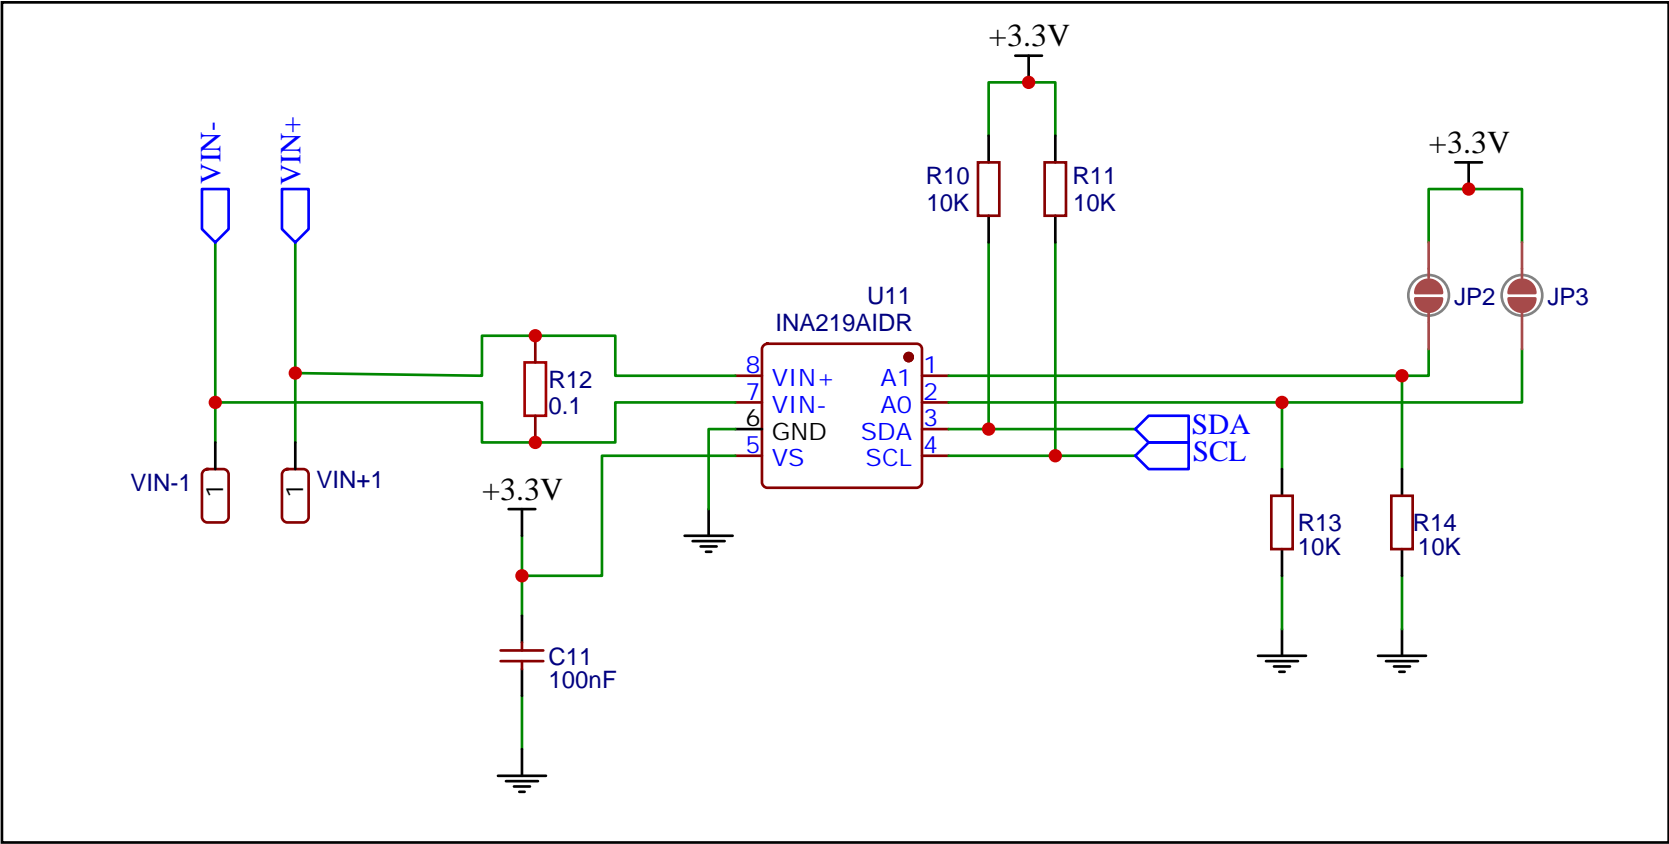 +3.3V
VIN-
VIN+
+3.3V
R10
10K
R11
10K
JP2
JP3
U11
INA219AIDR
R12
0.1
8
VIN+
A1
1
7
VIN-
A0
2
6
GND
SDA
3
5
VS
SCL
4
SDA
SCL
VIN-1
1
1
VIN+1
+3.3V
R13
10K
R14
10K
C11
100nF